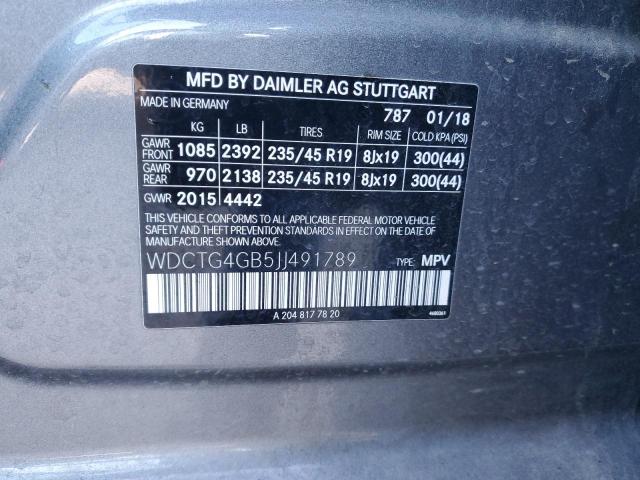 MFD BY DAIMLER AG STUTTGART
MADE IN GERMANY 787 01/18
KG LB TIRES RIM SIZE COLD KPA (PSI)
GAWR FRONT 1085 2392 235/45 R19 8Jx19 300(44)
GAWR REAR 970 2138 235/45 R19 8Jx19 300(44)
GVWR 2015 4442
THIS VEHICLE CONFORMS TO ALL APPLICABLE FEDERAL MOTOR VEHICLE
SAFETY, BUMPER, AND THEFT PREVENTION STANDARDS IN EFFECT
ON THE DATE OF MANUFACTURE SHOWN ABOVE.
WDCTG4GB5JJ491789 TYPE: MPV
A 204 817 78 20